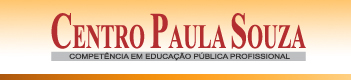 CENTRO PAULA SOUZA
COMPETÊNCIA EM EDUCAÇÃO PÚBLICA PROFISSIONAL